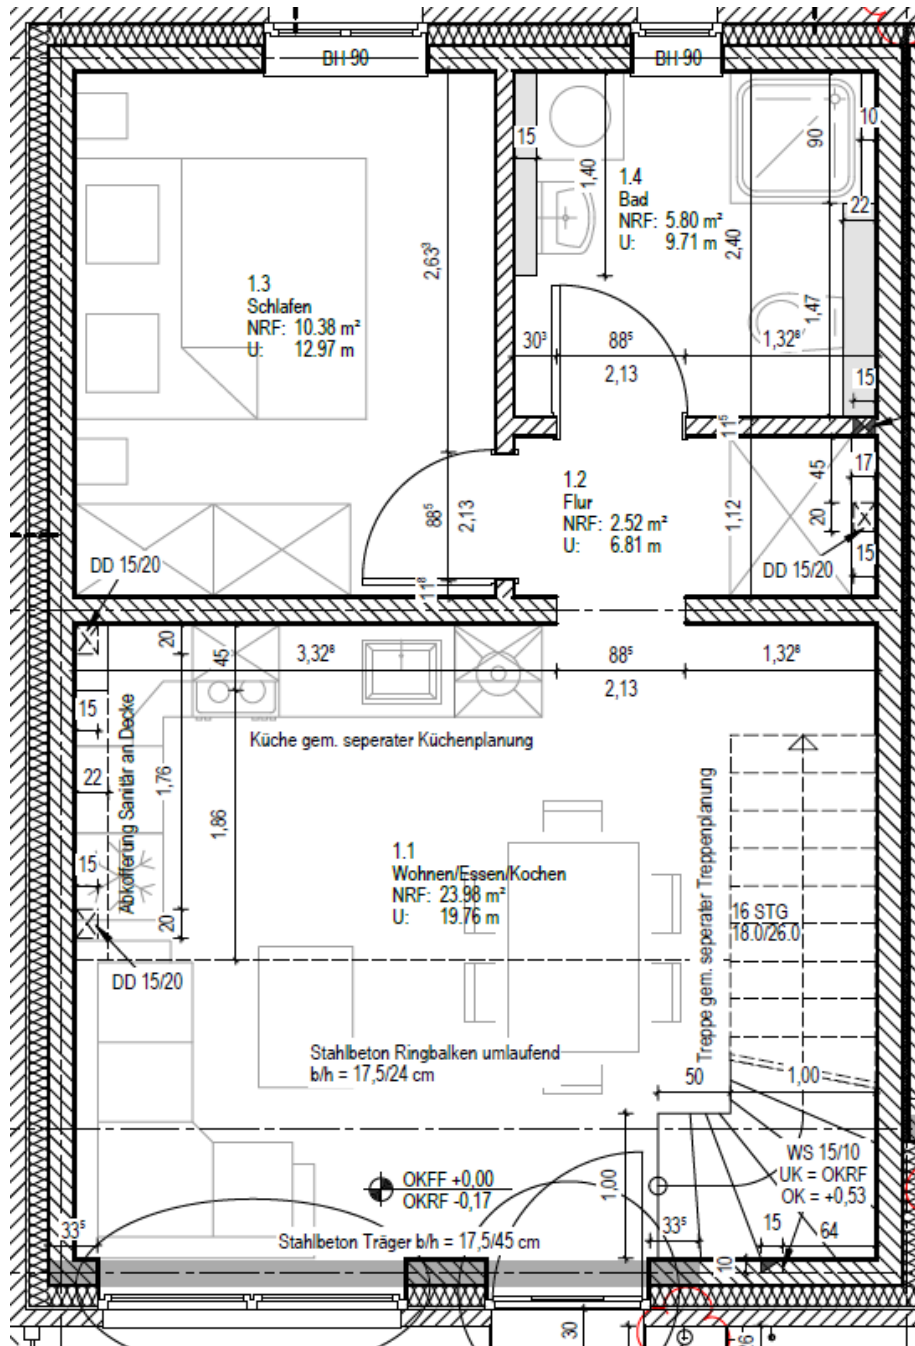 BH 90
BH 90
15
1,40
90
10
1.4
Bad
NRF: 5.80 m²
U: 9.71 m
22
2,40
2,63³
1.3
Schlafen
NRF: 10.38 m²
U: 12.97 m
1,47
30³
88⁵
1,32⁸
2,13
15
11⁵
45
17
1.2
Flur
NRF: 2.52 m²
U: 6.81 m
88⁵
2,13
1,12
20
15
DD 15/20
DD 15/20
11⁸
20
45
3,32⁸
88⁵
1,32⁸
2,13
15
Abkofferung Sanitär an Decke
Küche gem. seperater Küchenplanung
22
1,76
1,86
Treppe gem. seperater Treppenplanung
1.1
Wohnen/Essen/Kochen
NRF: 23.98 m²
U: 19.76 m
15
20
16 STG
18.0/26.0
DD 15/20
Stahlbeton Ringbalken umlaufend
b/h = 17,5/24 cm
50
1,00
WS 15/10
UK = OKRF
OK = +0,53
OKFF +0,00
OKRF -0,17
1,00
33⁵
Stahlbeton Träger b/h = 17,5/45 cm
33⁵
15
64
10
30